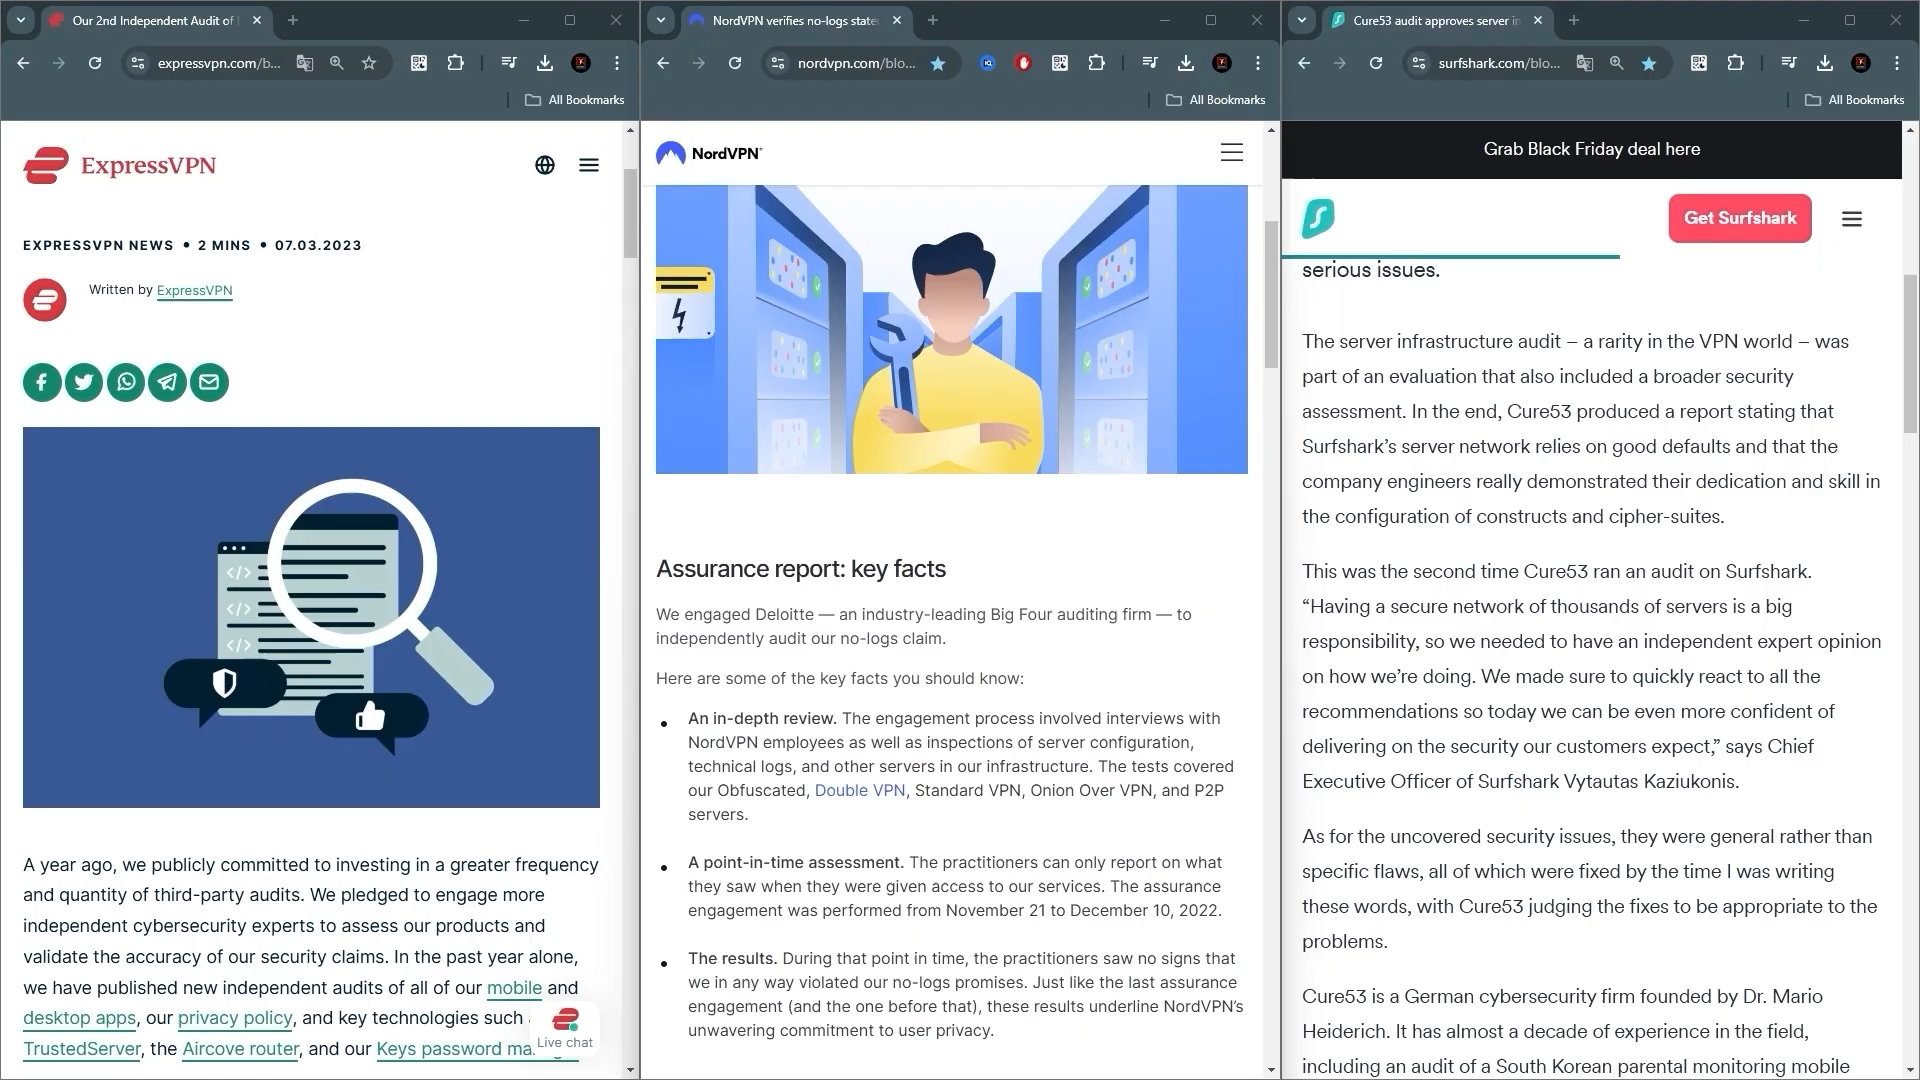 Our 2nd Independent Audit of
expressvpn.com/b...
All Bookmarks
ExpressVPN
EXPRESSVPN NEWS • 2 MINS • 07.03.2023
Written by ExpressVPN
A year ago, we publicly committed to investing in a greater frequency
and quantity of third-party audits. We pledged to engage more
independent cybersecurity experts to assess our products and
validate the accuracy of our security claims. In the past year alone,
we have published new independent audits of all of our mobile and
desktop apps, our privacy policy, and key technologies such
TrustedServer, the Aircove router, and our Keys password
Live chat
NordVPN verifies no-logs state
nordvpn.com/blo...
All Bookmarks
NordVPN®
Assurance report: key facts
We engaged Deloitte — an industry-leading Big Four auditing firm — to
independently audit our no-logs claim.
Here are some of the key facts you should know:
• An in-depth review. The engagement process involved interviews with
NordVPN employees as well as inspections of server configuration,
technical logs, and other servers in our infrastructure. The tests covered
our Obfuscated, Double VPN, Standard VPN, Onion Over VPN, and P2P
servers.
• A point-in-time assessment. The practitioners can only report on what
they saw when they were given access to our services. The assurance
engagement was performed from November 21 to December 10, 2022.
• The results. During that point in time, the practitioners saw no signs that
we in any way violated our no-logs promises. Just like the last assurance
engagement (and the one before that), these results underline NordVPN's
unwavering commitment to user privacy.
Cure53 audit approves server in
surfshark.com/blo...
All Bookmarks
Grab Black Friday deal here
Get Surfshark
serious issues.
The server infrastructure audit – a rarity in the VPN world – was
part of an evaluation that also included a broader security
assessment. In the end, Cure53 produced a report stating that
Surfshark's server network relies on good defaults and that the
company engineers really demonstrated their dedication and skill in
the configuration of constructs and cipher-suites.
This was the second time Cure53 ran an audit on Surfshark.
“Having a secure network of thousands of servers is a big
responsibility, so we needed to have an independent expert opinion
on how we're doing. We made sure to quickly react to all the
recommendations so today we can be even more confident of
delivering on the security our customers expect,” says Chief
Executive Officer of Surfshark Vytautas Kaziukonis.
As for the uncovered security issues, they were general rather than
specific flaws, all of which were fixed by the time I was writing
these words, with Cure53 judging the fixes to be appropriate to the
problems.
Cure53 is a German cybersecurity firm founded by Dr. Mario
Heiderich. It has almost a decade of experience in the field,
including an audit of a South Korean parental monitoring mobile